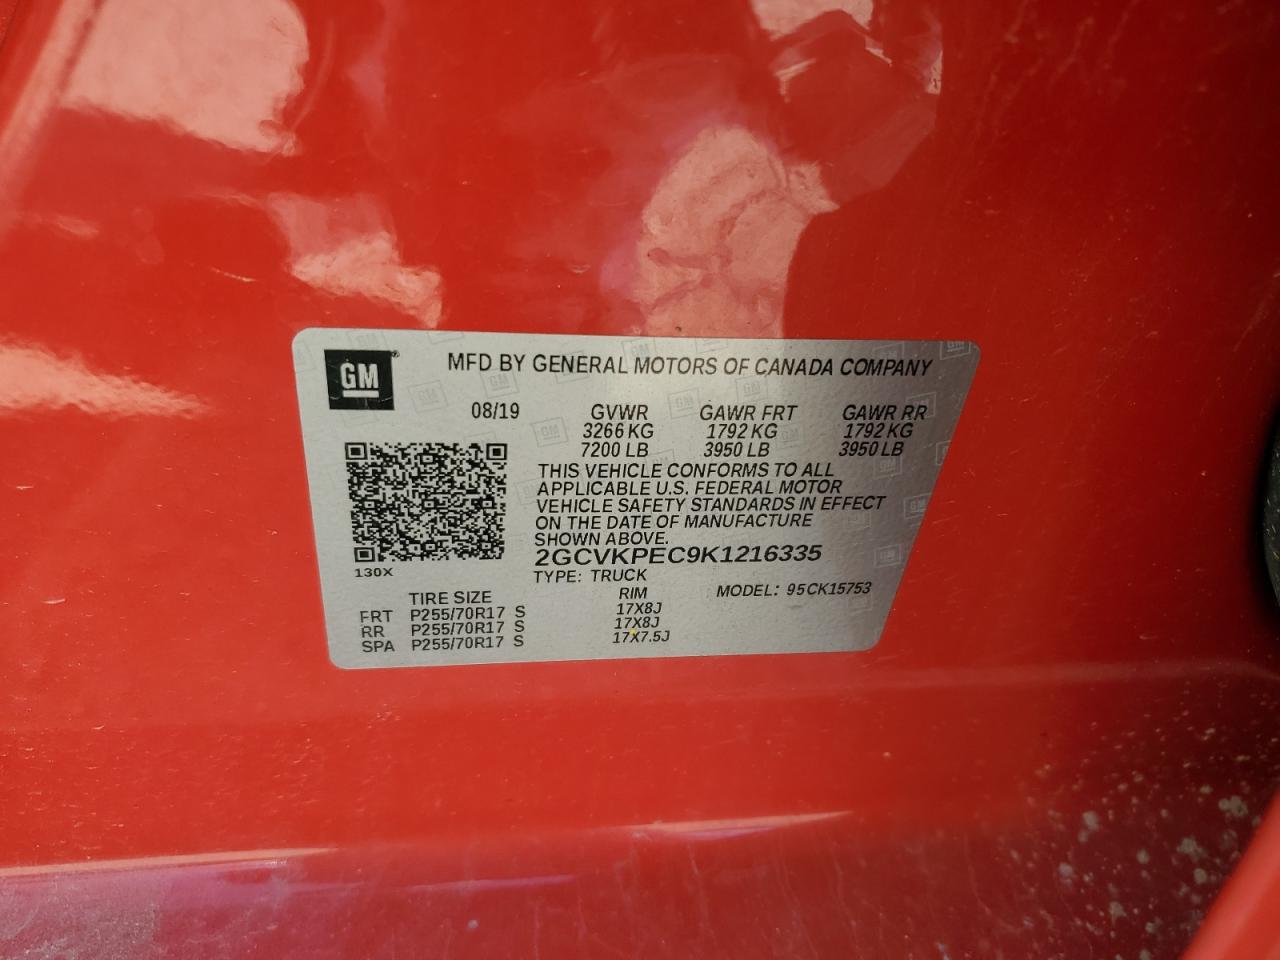 GM
MFD BY GENERAL MOTORS OF CANADA COMPANY
08/19 GVWR GAWR FRT GAWR RR
3266 KG 1792 KG 1792 KG
7200 LB 3950 LB 3950 LB
THIS VEHICLE CONFORMS TO ALL
APPLICABLE U.S. FEDERAL MOTOR
VEHICLE SAFETY STANDARDS IN EFFECT
ON THE DATE OF MANUFACTURE
SHOWN ABOVE.
2GCVKPEC9K1216335
130X
TYPE: TRUCK MODEL: 95CK15753
TIRE SIZE RIM
FRT P255/70R17 S 17X8J
RR P255/70R17 S 17X8J
SPA P255/70R17 S 17X7.5J